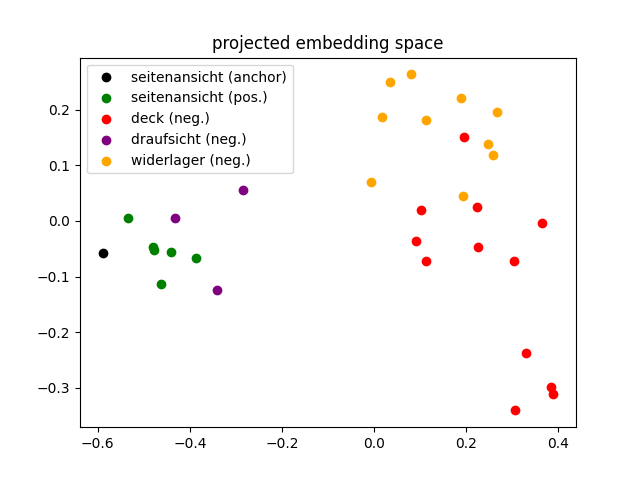 projected embedding space
seitenansicht (anchor)
seitenansicht (pos.)
deck (neg.)
draufsicht (neg.)
widerlager (neg.)
0.2
0.1
0.0
−0.1
−0.2
−0.3
−0.6 −0.4 −0.2 0.0 0.2 0.4